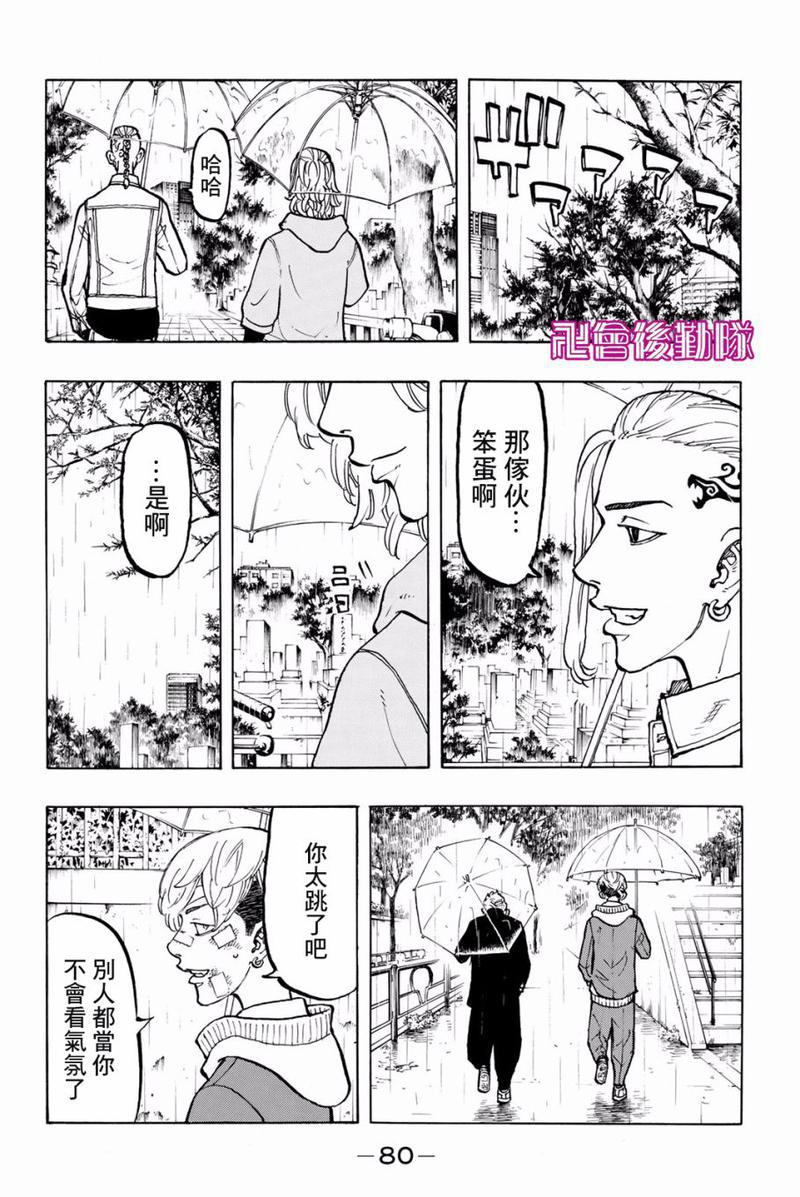 ザァァァ
卍會後勤隊
哈哈
那傢伙…
笨蛋啊
…是啊
你太跳了吧
別人都當你
不會看氣氛了
—80—